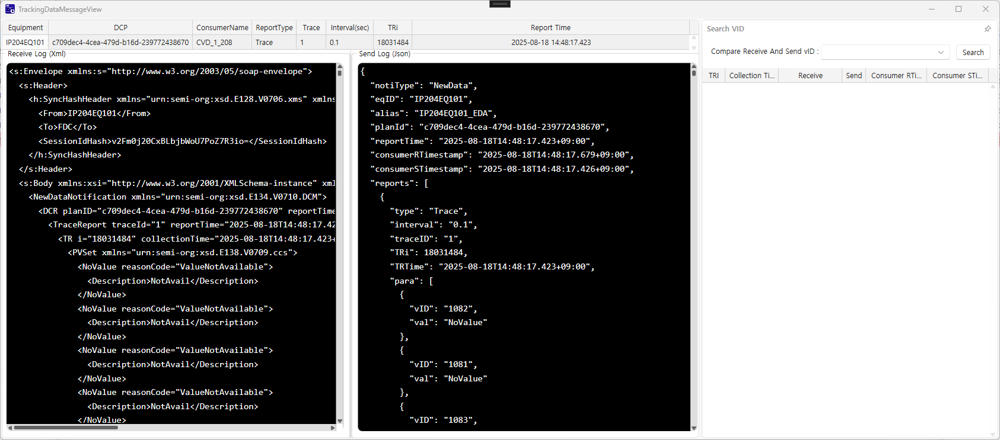 TrackingDataMessageView
Equipment DCP ConsumerName ReportType Trace Interval(sec) TRi Report Time
IP204EQ101 c709dec4-4cea-479d-b16d-239772438670 CVD_1_208 Trace 1 0.1 18031484 2025-08-18 14:48:17.423
Receive Log (Xml)
<s:Envelope xmlns:s="http://www.w3.org/2003/05/soap-envelope">
<s:Header>
<h:SyncHashHeader xmlns="urn:semi-org:xsd.E128.V0706.xms" xmlns
<From>IP204EQ101</From>
<To>FDC</To>
<SessionIdHash>v2Fm0j20CxBLbjbWoU7PoZ7R3io=</SessionIdHash>
</h:SyncHashHeader>
</s:Header>
<s:Body xmlns:xsi="http://www.w3.org/2001/XMLSchema-instance" xml
<NewDataNotification xmlns="urn:semi-org:xsd.E134.V0710.DCM">
<DCR planID="c709dec4-4cea-479d-b16d-239772438670" reportTime
<TraceReport traceId="1" reportTime="2025-08-18T14:48:17.42
<TR i="18031484" collectionTime="2025-08-18T14:48:17.423+
<PVSet xmlns="urn:semi-org:xsd.E138.V0709.ccs">
<NoValue reasonCode="ValueNotAvailable">
<Description>NotAvail</Description>
</NoValue>
<NoValue reasonCode="ValueNotAvailable">
<Description>NotAvail</Description>
</NoValue>
<NoValue reasonCode="ValueNotAvailable">
<Description>NotAvail</Description>
</NoValue>
<NoValue reasonCode="ValueNotAvailable">
<Description>NotAvail</Description>
</NoValue>
Send Log (Json)
{
"notiType": "NewData",
"eqID": "IP204EQ101",
"alias": "IP204EQ101_EDA",
"planId": "c709dec4-4cea-479d-b16d-239772438670",
"reportTime": "2025-08-18T14:48:17.423+09:00",
"consumerRTimestamp": "2025-08-18T14:48:17.679+09:00",
"consumerSTimestamp": "2025-08-18T14:48:17.426+09:00",
"reports": [
{
"type": "Trace",
"interval": "0.1",
"traceID": "1",
"TRi": 18031484,
"TRTime": "2025-08-18T14:48:17.423+09:00",
"para": [
{
"vID": "1082",
"val": "NoValue"
},
{
"vID": "1081",
"val": "NoValue"
},
{
"vID": "1083",
Search VID
Compare Receive And Send vID : Search
TRI Collection Ti... Receive Send Consumer RTi... Consumer STi...